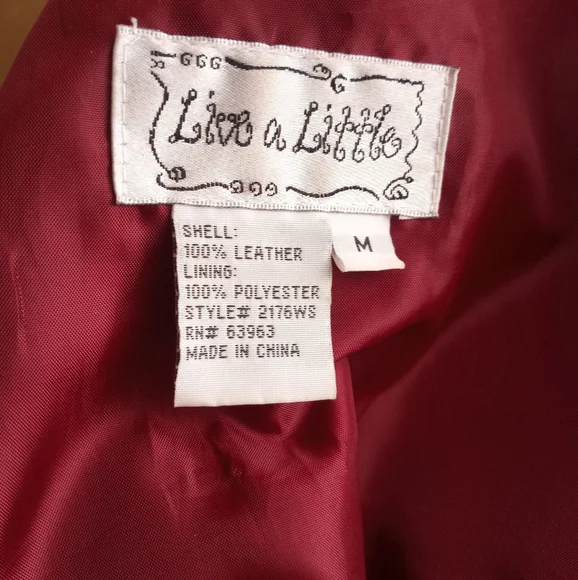 Live a Little
M
SHELL:
100% LEATHER
LINING:
100% POLYESTER
STYLE# 2176WS
RN# 63963
MADE IN CHINA